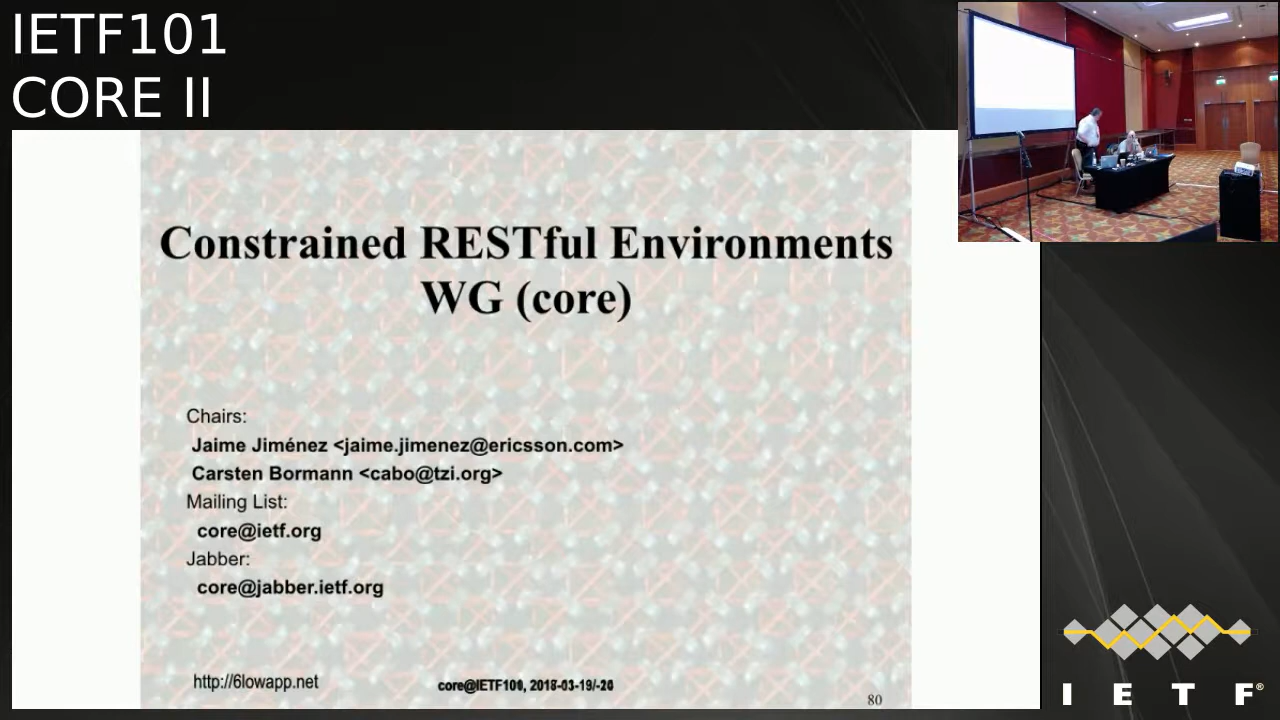 IETF101
CORE II
Constrained RESTful Environments
WG (core)
Chairs:
Jaime Jiménez <jaime.jimenez@ericsson.com>
Carsten Bormann <cabo@tzi.org>
Mailing List:
core@ietf.org
Jabber:
core@jabber.ietf.org
http://6lowapp.net
80
I E T F®